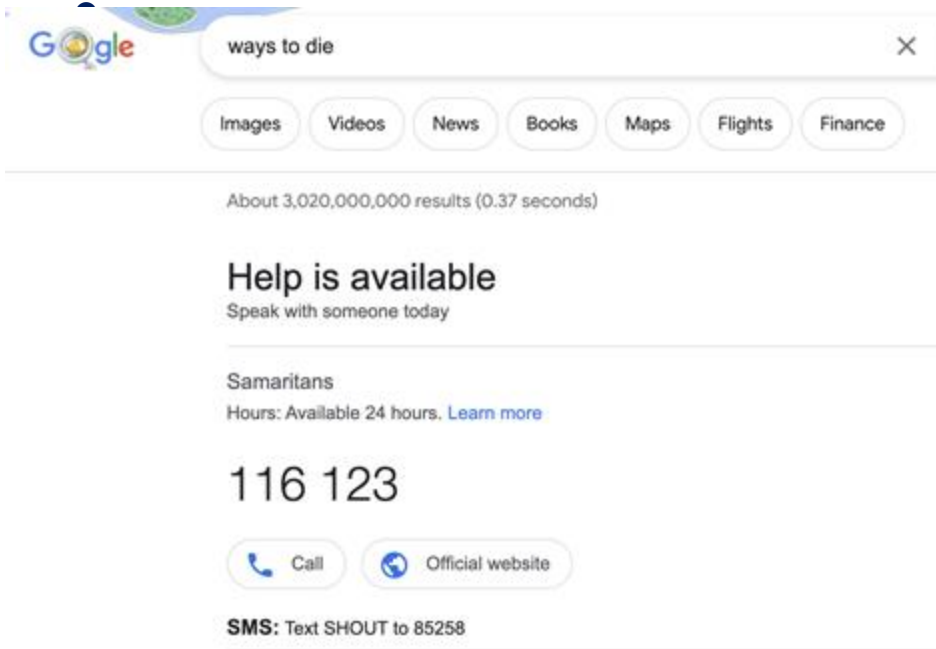 Google
ways to die
Images Videos News Books Maps Flights Finance
About 3,020,000,000 results (0.37 seconds)
Help is available
Speak with someone today
Samaritans
Hours: Available 24 hours. Learn more
116 123
Call Official website
SMS: Text SHOUT to 85258